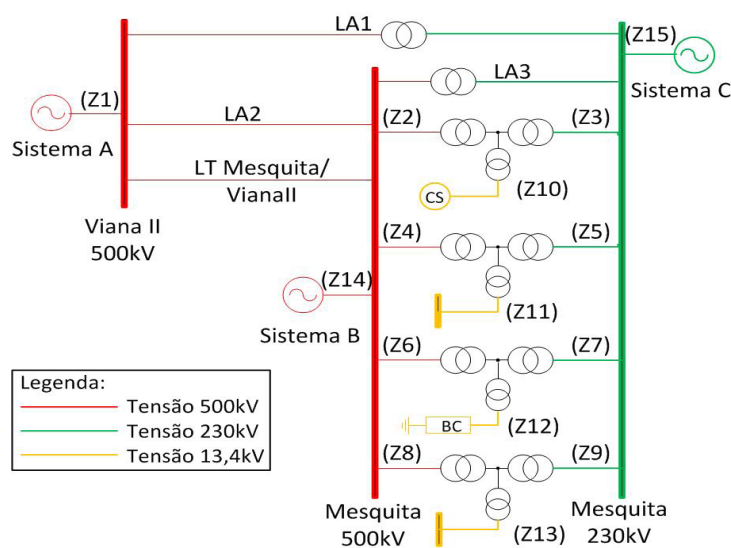 LA1
(Z15)
LA3
Sistema C
(Z1)
LA2
(Z2)
(Z3)
Sistema A
LT Mesquita/
VianaII
(Z10)
CS
Viana II
500kV
(Z4)
(Z5)
(Z14)
(Z11)
Sistema B
(Z6)
(Z7)
Legenda:
Tensão 500kV
Tensão 230kV
Tensão 13,4kV
BC
(Z12)
(Z8)
(Z9)
Mesquita
500kV
(Z13)
Mesquita
230kV